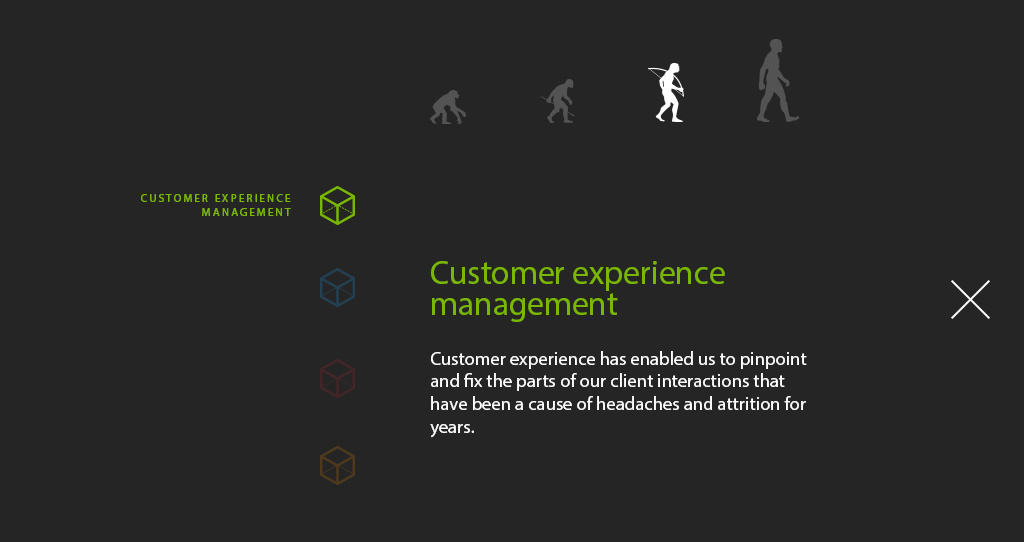 CUSTOMER EXPERIENCE
MANAGEMENT
Customer experience
management
Customer experience has enabled us to pinpoint
and fix the parts of our client interactions that
have been a cause of headaches and attrition for
years.